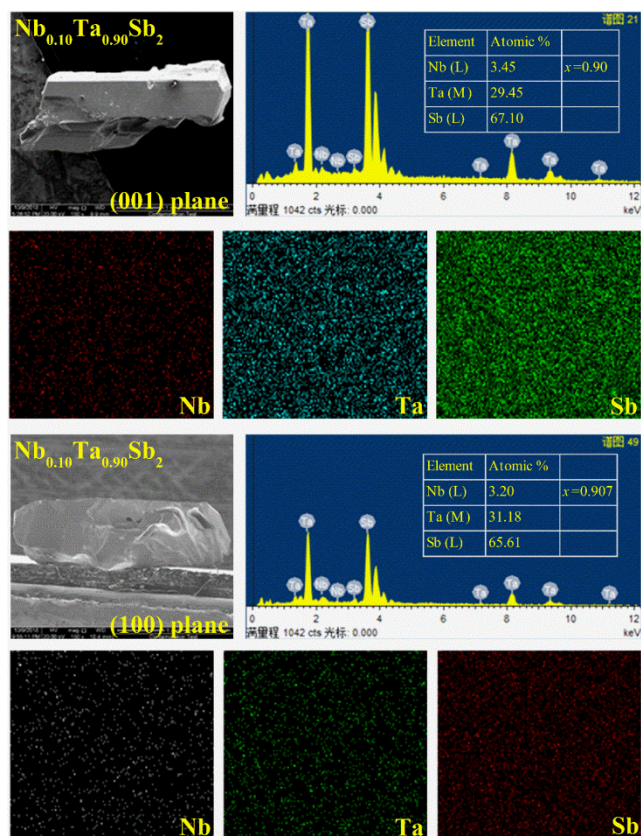 Nb0.10Ta0.90Sb2
(001) plane
谱图 21
Element Atomic %
Nb (L) 3.45 x=0.90
Ta (M) 29.45
Sb (L) 67.10
Ta Sb
Ta Nb Nb Sb Ta Ta Ta Ta
0 2 4 6 8 10 12
满量程 1042 cts 光标: 0.000 keV
Nb
Ta
Sb
Nb0.10Ta0.90Sb2
(100) plane
谱图 49
Element Atomic %
Nb (L) 3.20 x=0.907
Ta (M) 31.18
Sb (L) 65.61
Ta Sb
Ta Nb Nb Sb Ta Ta Ta Ta
0 2 4 6 8 10 12
满量程 1042 cts 光标: 0.000 keV
Nb
Ta
Sb